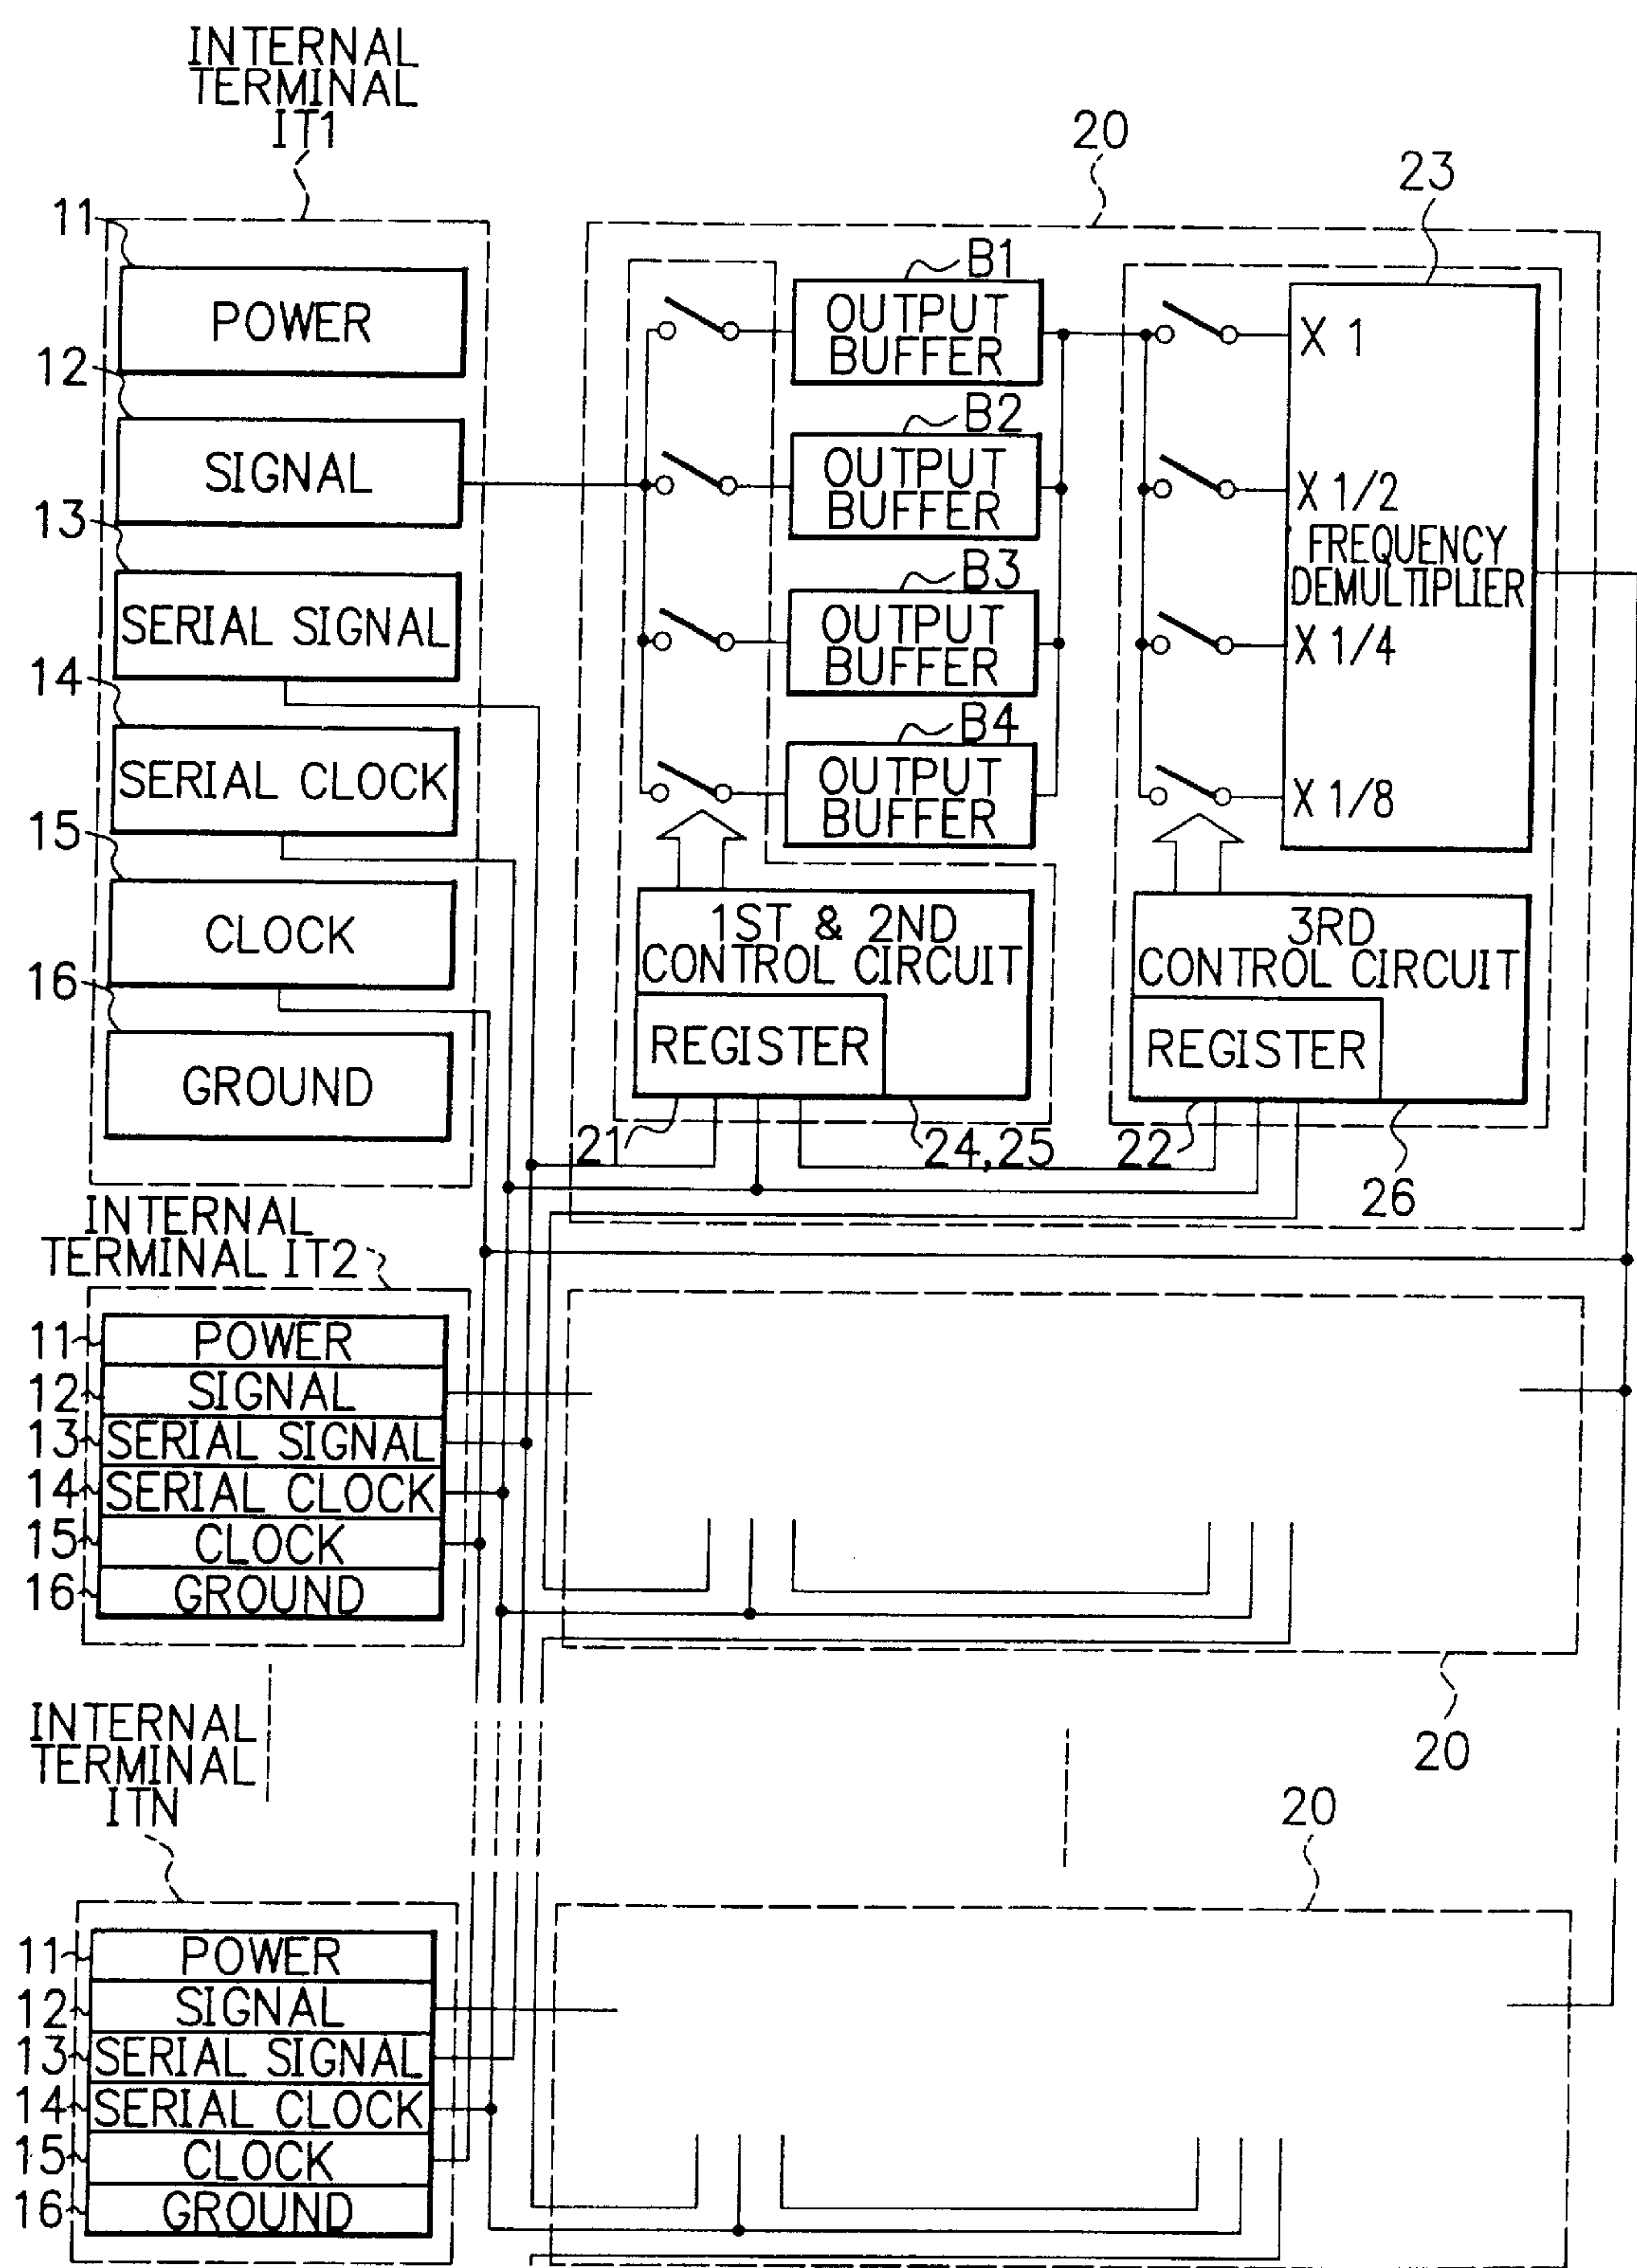 INTERNAL
TERMINAL
IT1
20
23
11
POWER
12
SIGNAL
13
SERIAL SIGNAL
14
SERIAL CLOCK
15
CLOCK
16
GROUND
B1
OUTPUT
BUFFER
B2
OUTPUT
BUFFER
B3
OUTPUT
BUFFER
B4
OUTPUT
BUFFER
X 1
X 1/2
FREQUENCY
DEMULTIPLIER
X 1/4
X 1/8
1ST & 2ND
CONTROL CIRCUIT
REGISTER
3RD
CONTROL CIRCUIT
REGISTER
21
24,25
22
26
INTERNAL
TERMINAL IT2
11
POWER
12
SIGNAL
13
SERIAL SIGNAL
14
SERIAL CLOCK
15
CLOCK
16
GROUND
20
INTERNAL
TERMINAL
ITN
20
11
POWER
12
SIGNAL
13
SERIAL SIGNAL
14
SERIAL CLOCK
15
CLOCK
16
GROUND